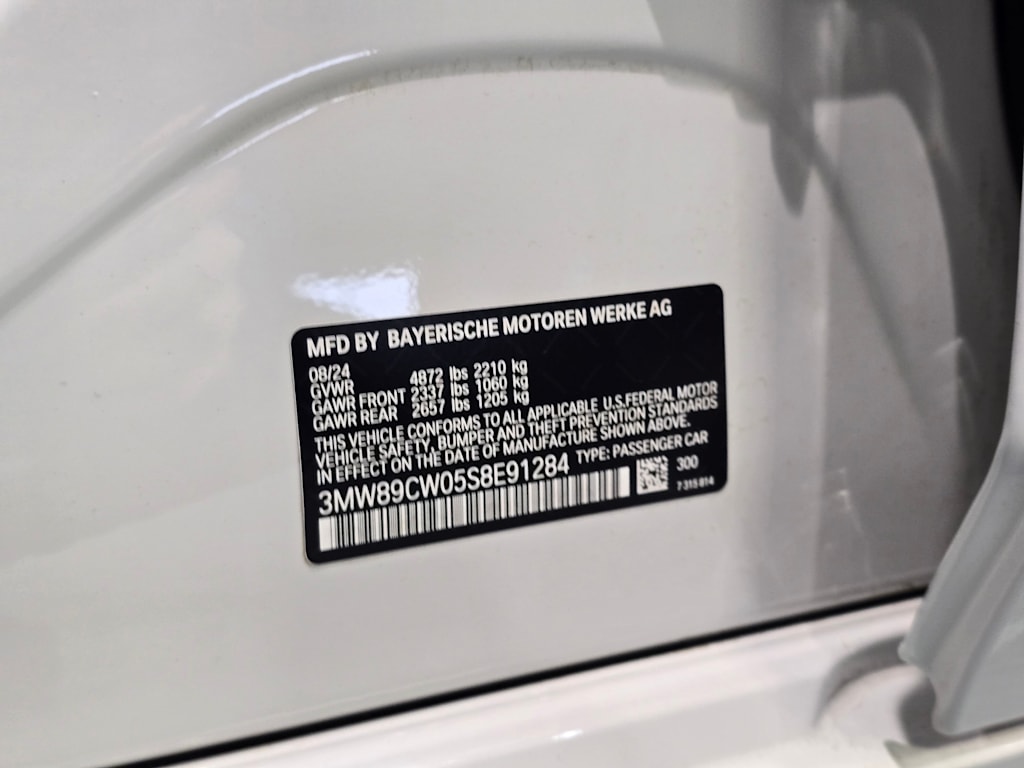 MFD BY BAYERISCHE MOTOREN WERKE AG
08/24
GVWR 4872 lbs 2210 kg
GAWR FRONT 2337 lbs 1060 kg
GAWR REAR 2657 lbs 1205 kg
THIS VEHICLE CONFORMS TO ALL APPLICABLE U.S.FEDERAL MOTOR
VEHICLE SAFETY, BUMPER AND THEFT PREVENTION STANDARDS
IN EFFECT ON THE DATE OF MANUFACTURE SHOWN ABOVE.
3MW89CW05S8E91284 TYPE: PASSENGER CAR
300
7 315 814